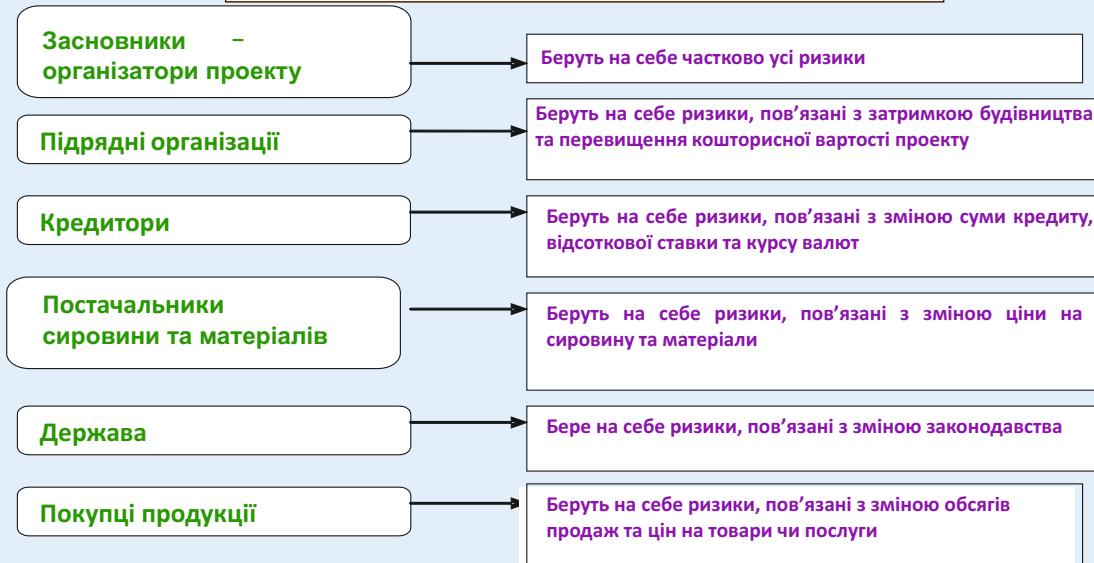 Засновники –
організатори проекту
Беруть на себе частково усі ризики
Підрядні організації
Беруть на себе ризики, пов’язані з затримкою будівництва
та перевищення кошторисної вартості проекту
Кредитори
Беруть на себе ризики, пов’язані з зміною суми кредиту,
відсоткової ставки та курсу валют
Постачальники
сировини та матеріалів
Беруть на себе ризики, пов’язані з зміною ціни на
сировину та матеріали
Держава
Бере на себе ризики, пов’язані з зміною законодавства
Покупці продукції
Беруть на себе ризики, пов’язані з зміною обсягів
продаж та цін на товари чи послуги